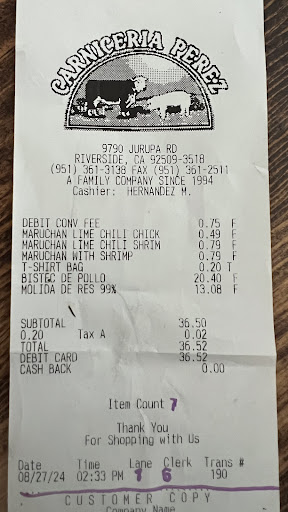 CARNICERIA PEREZ
9790 JURUPA RD
RIVERSIDE, CA 92509-3518
(951) 361-3138 FAX (951) 361-2511
A FAMILY COMPANY SINCE 1994
Cashier: HERNANDEZ M.
DEBIT CONV FEE 0.75 F
MARUCHAN LIME CHILI CHICK 0.49 F
MARUCHAN LIME CHILI SHRIM 0.79 F
MARUCHAN WITH SHRIMP 0.79 F
T-SHIRT BAG 0.20 T
BISTEC DE POLLO 20.40 F
MOLIDA DE RES 99% 13.08 F
SUBTOTAL 36.50
0.20 Tax A 0.02
TOTAL 36.52
DEBIT CARD 36.52
CASH BACK 0.00
Item Count 7
Thank You
For Shopping with Us
Date Time Lane Clerk Trans #
08/27/24 02:33 PM 1 6 190
CUSTOMER COPY
Company Name